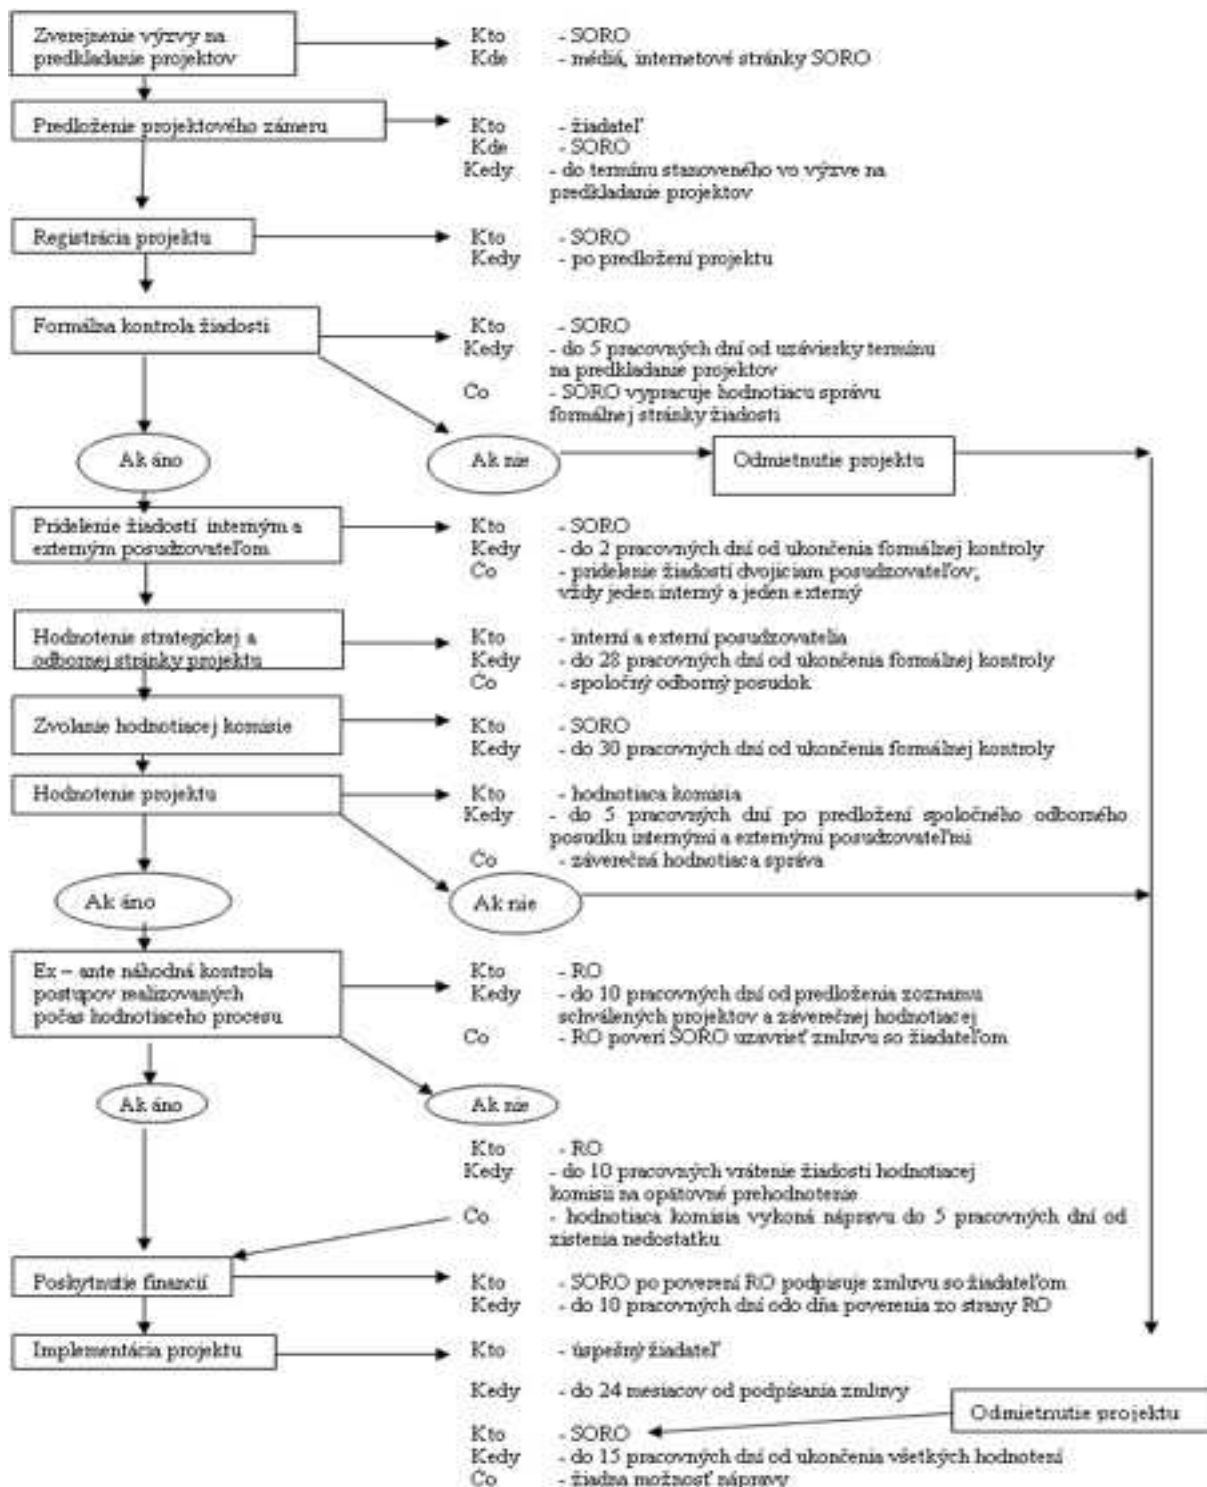 Zverejnenie výzvy na
predkladanie projektov
Kto - SORO
Kde - médiá, internetové stránky SORO
Predloženie projektového zámeru
Kto - žiadateľ
Kde - SORO
Kedy - do termínu stanoveného vo výzve na
predkladanie projektov
Registrácia projektu
Kto - SORO
Kedy - po predložení projektu
Formálna kontrola žiadosti
Kto - SORO
Kedy - do 5 pracovných dní od uzávierky termínu
na predkladanie projektov
Čo - SORO vypracuje hodnotiacu správu
formálnej stránky žiadosti
Ak áno
Ak nie
Odmietnutie projektu
Pridelenie žiadostí interným a
externým posudzovateľom
Kto - SORO
Kedy - do 2 pracovných dní od ukončenia formálnej kontroly
Čo - pridelenie žiadostí dvojiciam posudzovateľov,
vždy jeden interný a jeden externý
Hodnotenie strategickej a
odbornej stránky projektu
Kto - interní a externí posudzovatelia
Kedy - do 28 pracovných dní od ukončenia formálnej kontroly
Čo - spoločný odborný posudok
Zvolanie hodnotiacej komisie
Kto - SORO
Kedy - do 30 pracovných dní od ukončenia formálnej kontroly
Hodnotenie projektu
Kto - hodnotiaca komisia
Kedy - do 5 pracovných dní po predložení spoločného odborného
posudku internými a externými posudzovateľmi
Čo - záverečná hodnotiaca správa
Ak áno
Ak nie
Ex – ante náhodná kontrola
postupov realizovaných
počas hodnotiaceho procesu
Kto - RO
Kedy - do 10 pracovných dní od predloženia zoznamu
schválených projektov a záverečnej hodnotiacej
Čo - RO poverí SORO uzavrieť zmluvu so žiadateľom
Ak áno
Ak nie
Kto - RO
Kedy - do 10 pracovných vrátenie žiadosti hodnotiacej
komisii na opätovné prehodnotenie
Čo - hodnotiaca komisia vykoná nápravu do 5 pracovných dní od
zistenia nedostatku
Poskytnutie financií
Kto - SORO po poverení RO podpisuje zmluvu so žiadateľom
Kedy - do 10 pracovných dní odo dňa poverenia zo strany RO
Implementácia projektu
Kto - úspešný žiadateľ
Kedy - do 24 mesiacov od podpísania zmluvy
Odmietnutie projektu
Kto - SORO
Kedy - do 15 pracovných dní od ukončenia všetkých hodnotení
Čo - žiadna možnosť nápravy